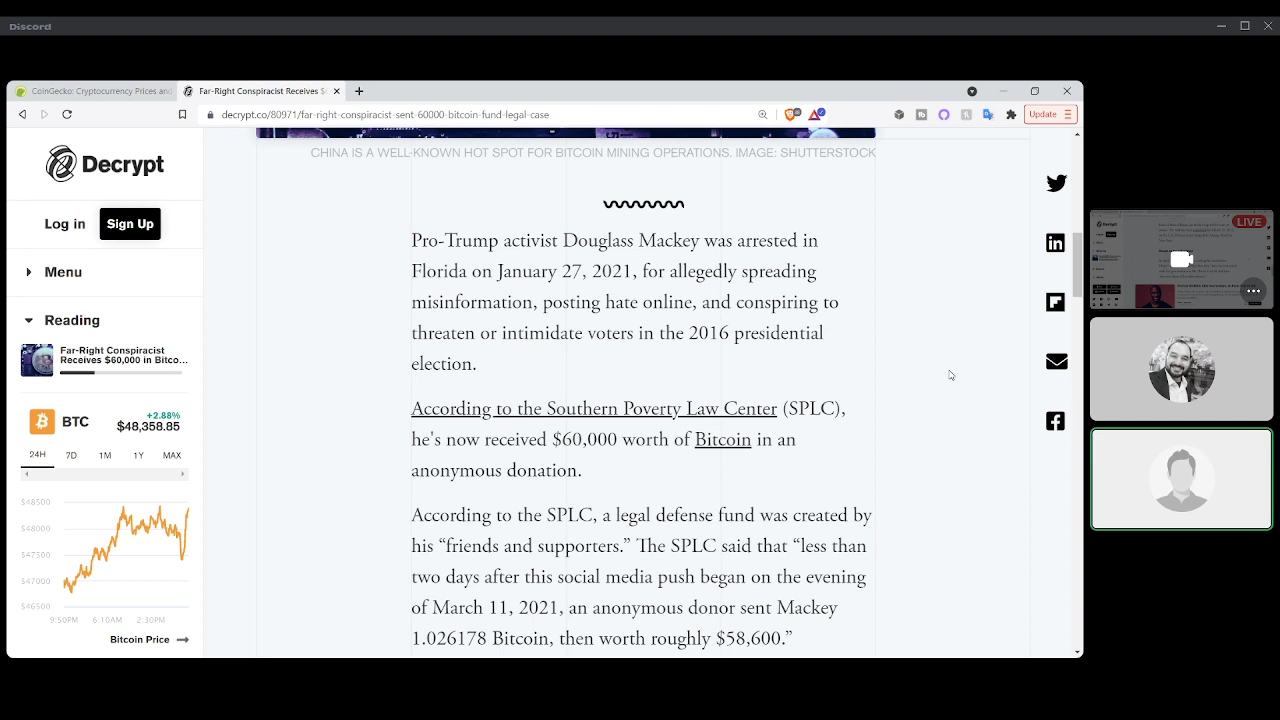 Discord
CoinGecko: Cryptocurrency Prices and
Far-Right Conspiracist Receives $
decrypt.co/80971/far-right-conspiracist-sent-60000-bitcoin-fund-legal-case
Update
Decrypt
Log in
Sign Up
Menu
Reading
Far-Right Conspiracist
Receives $60,000 in Bitco...
BTC
+2.88%
$48,358.85
24H 7D 1M 1Y MAX
$48500
$48000
$47500
$47000
$46500
9:50PM 6:10AM 2:30PM
Bitcoin Price
CHINA IS A WELL-KNOWN HOT SPOT FOR BITCOIN MINING OPERATIONS. IMAGE: SHUTTERSTOCK
Pro-Trump activist Douglass Mackey was arrested in
Florida on January 27, 2021, for allegedly spreading
misinformation, posting hate online, and conspiring to
threaten or intimidate voters in the 2016 presidential
election.
According to the Southern Poverty Law Center (SPLC),
he's now received $60,000 worth of Bitcoin in an
anonymous donation.
According to the SPLC, a legal defense fund was created by
his “friends and supporters.” The SPLC said that “less than
two days after this social media push began on the evening
of March 11, 2021, an anonymous donor sent Mackey
1.026178 Bitcoin, then worth roughly $58,600.”
LIVE